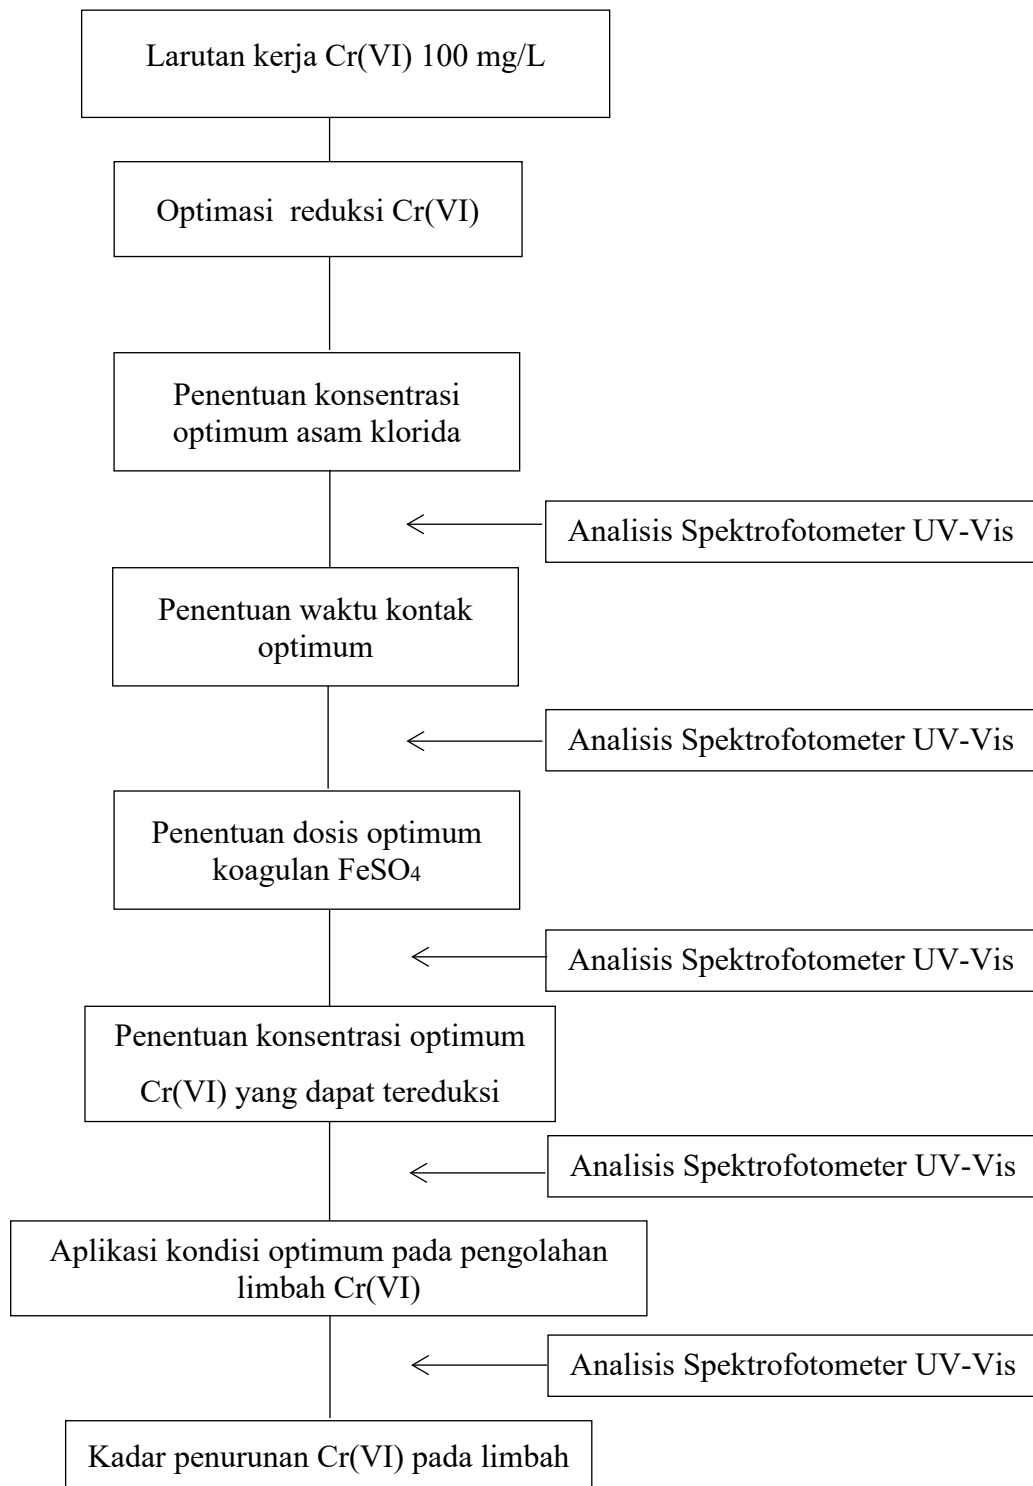 Larutan kerja Cr(VI) 100 mg/L
Optimasi  reduksi Cr(VI)
Penentuan konsentrasi
optimum asam klorida
Analisis Spektrofotometer UV-Vis
Penentuan waktu kontak
optimum
Analisis Spektrofotometer UV-Vis
Penentuan dosis optimum
koagulan FeSO₄
Analisis Spektrofotometer UV-Vis
Penentuan konsentrasi optimum
Cr(VI) yang dapat tereduksi
Analisis Spektrofotometer UV-Vis
Aplikasi kondisi optimum pada pengolahan
limbah Cr(VI)
Analisis Spektrofotometer UV-Vis
Kadar penurunan Cr(VI) pada limbah